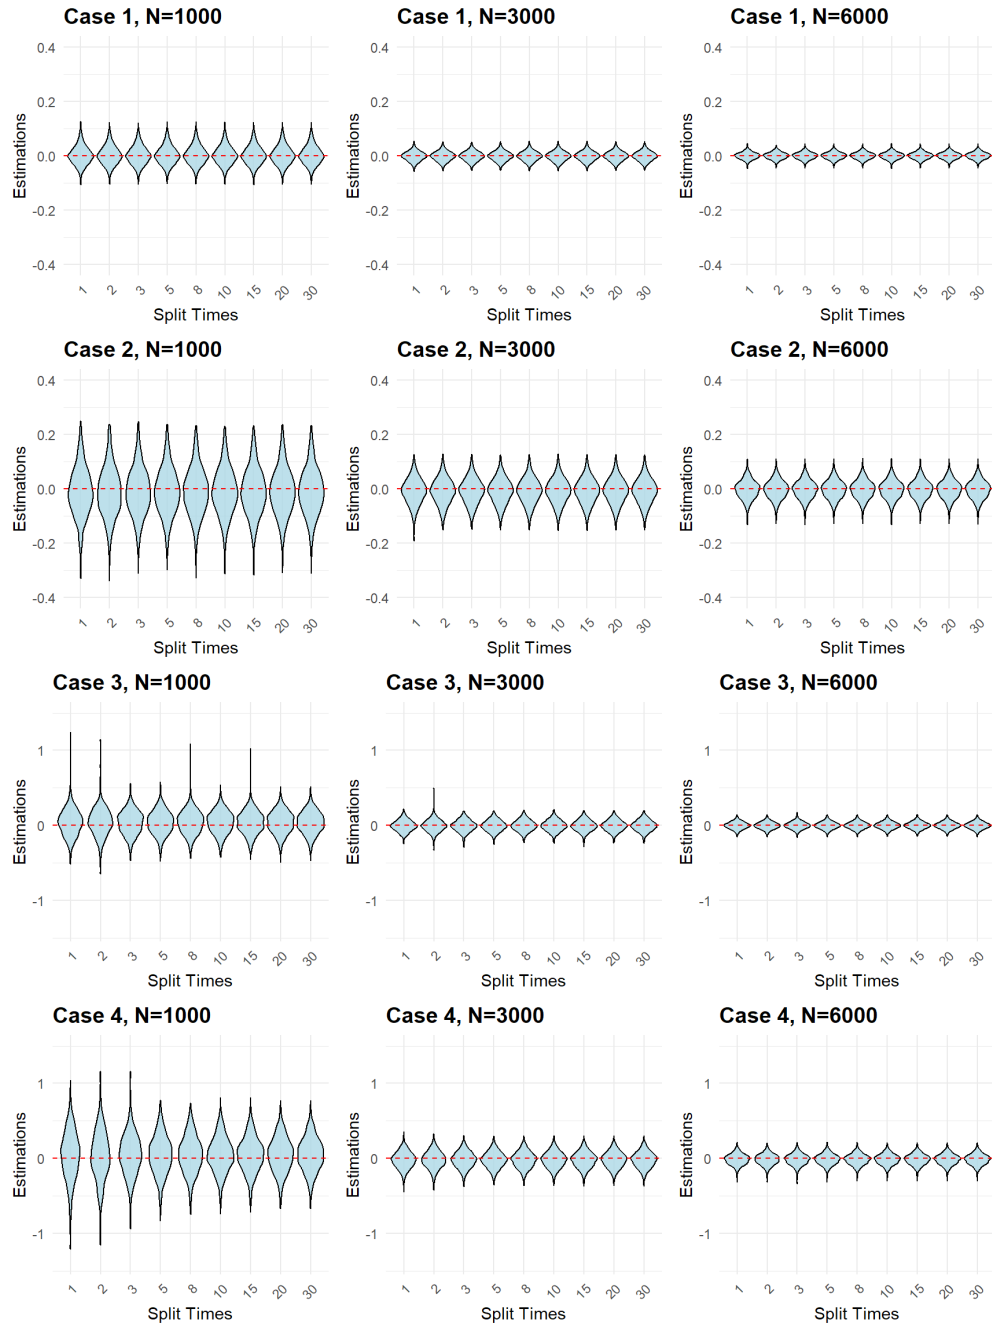 Case 1, N=1000
Estimations
0.4
0.2
0.0
-0.2
-0.4
1 2 3 5 8 10 15 20 30
Split Times
Case 1, N=3000
Estimations
0.4
0.2
0.0
-0.2
-0.4
1 2 3 5 8 10 15 20 30
Split Times
Case 1, N=6000
Estimations
0.4
0.2
0.0
-0.2
-0.4
1 2 3 5 8 10 15 20 30
Split Times
Case 2, N=1000
Estimations
0.4
0.2
0.0
-0.2
-0.4
1 2 3 5 8 10 15 20 30
Split Times
Case 2, N=3000
Estimations
0.4
0.2
0.0
-0.2
-0.4
1 2 3 5 8 10 15 20 30
Split Times
Case 2, N=6000
Estimations
0.4
0.2
0.0
-0.2
-0.4
1 2 3 5 8 10 15 20 30
Split Times
Case 3, N=1000
Estimations
1
0
-1
1 2 3 5 8 10 15 20 30
Split Times
Case 3, N=3000
Estimations
1
0
-1
1 2 3 5 8 10 15 20 30
Split Times
Case 3, N=6000
Estimations
1
0
-1
1 2 3 5 8 10 15 20 30
Split Times
Case 4, N=1000
Estimations
1
0
-1
1 2 3 5 8 10 15 20 30
Split Times
Case 4, N=3000
Estimations
1
0
-1
1 2 3 5 8 10 15 20 30
Split Times
Case 4, N=6000
Estimations
1
0
-1
1 2 3 5 8 10 15 20 30
Split Times